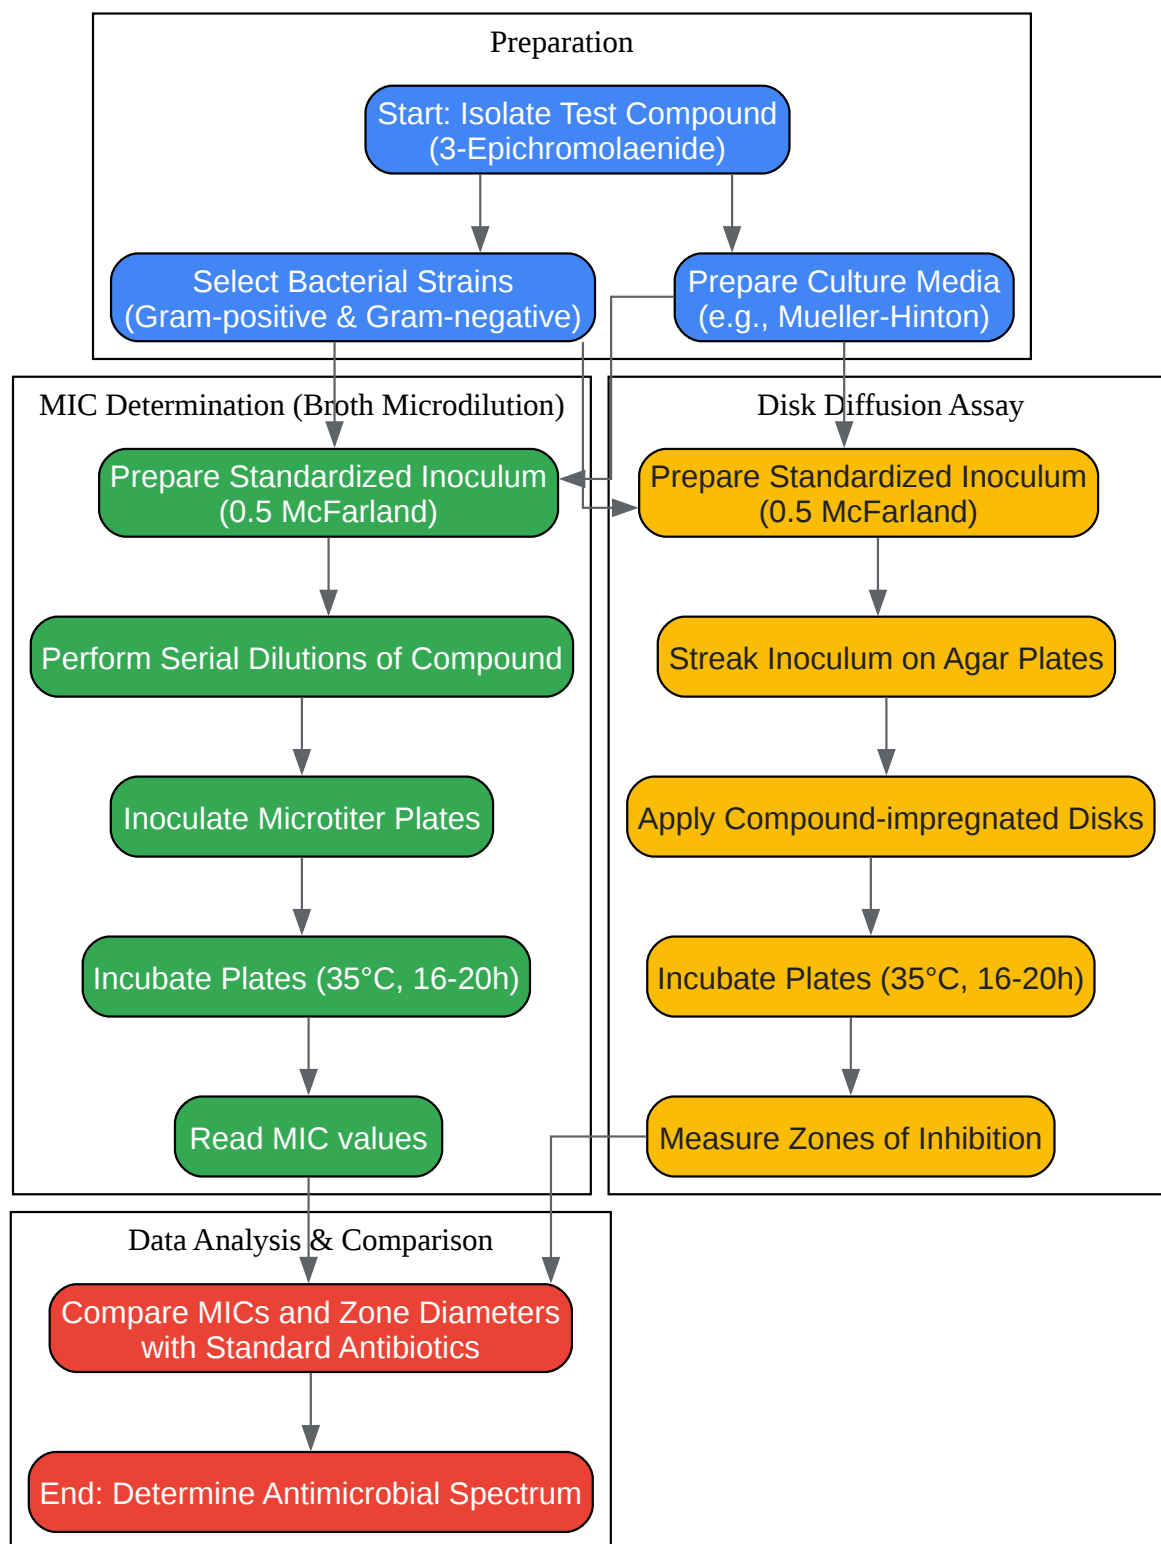 Preparation
Start: Isolate Test Compound
(3-Epichromolaenide)
Select Bacterial Strains
(Gram-positive & Gram-negative)
Prepare Culture Media
(e.g., Mueller-Hinton)
MIC Determination (Broth Microdilution)
Prepare Standardized Inoculum
(0.5 McFarland)
Perform Serial Dilutions of Compound
Inoculate Microtiter Plates
Incubate Plates (35°C, 16-20h)
Read MIC values
Disk Diffusion Assay
Prepare Standardized Inoculum
(0.5 McFarland)
Streak Inoculum on Agar Plates
Apply Compound-impregnated Disks
Incubate Plates (35°C, 16-20h)
Measure Zones of Inhibition
Data Analysis & Comparison
Compare MICs and Zone Diameters
with Standard Antibiotics
End: Determine Antimicrobial Spectrum